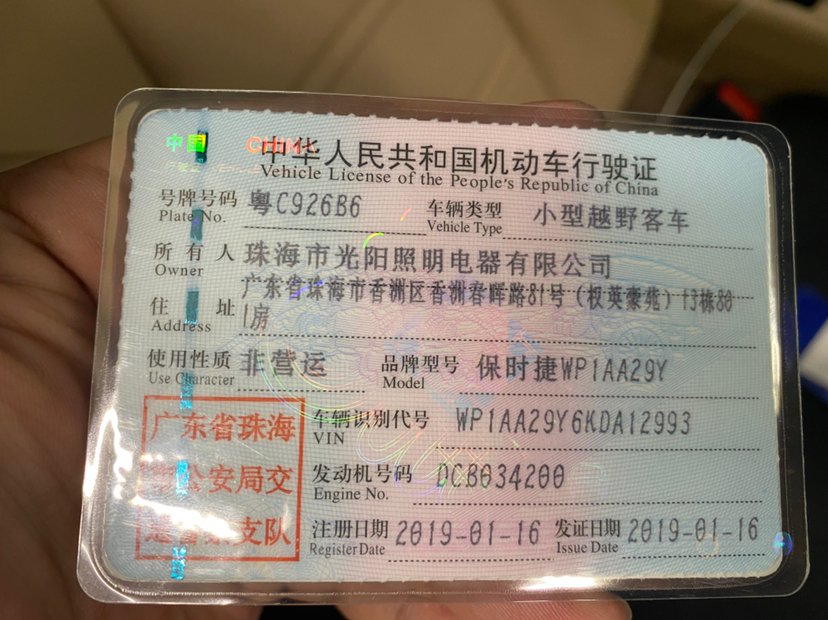 中国 CHINA
中华人民共和国机动车行驶证
Vehicle License of the People's Republic of China
号牌号码 粤C926B6 车辆类型 小型越野客车
Plate No. Vehicle Type
所有人 珠海市光阳照明电器有限公司
Owner
广东省珠海市香洲区香洲春晖路81号(权英豪苑)13栋80
住址 1房
Address
使用性质 非营运 品牌型号 保时捷WP1AA29Y
Use Character Model
广东省珠海 车辆识别代号 WP1AA29Y6KDA12993
VIN
公安局交 发动机号码 DCB034200
Engine No.
支队 注册日期 2019-01-16 发证日期 2019-01-16
Register Date Issue Date